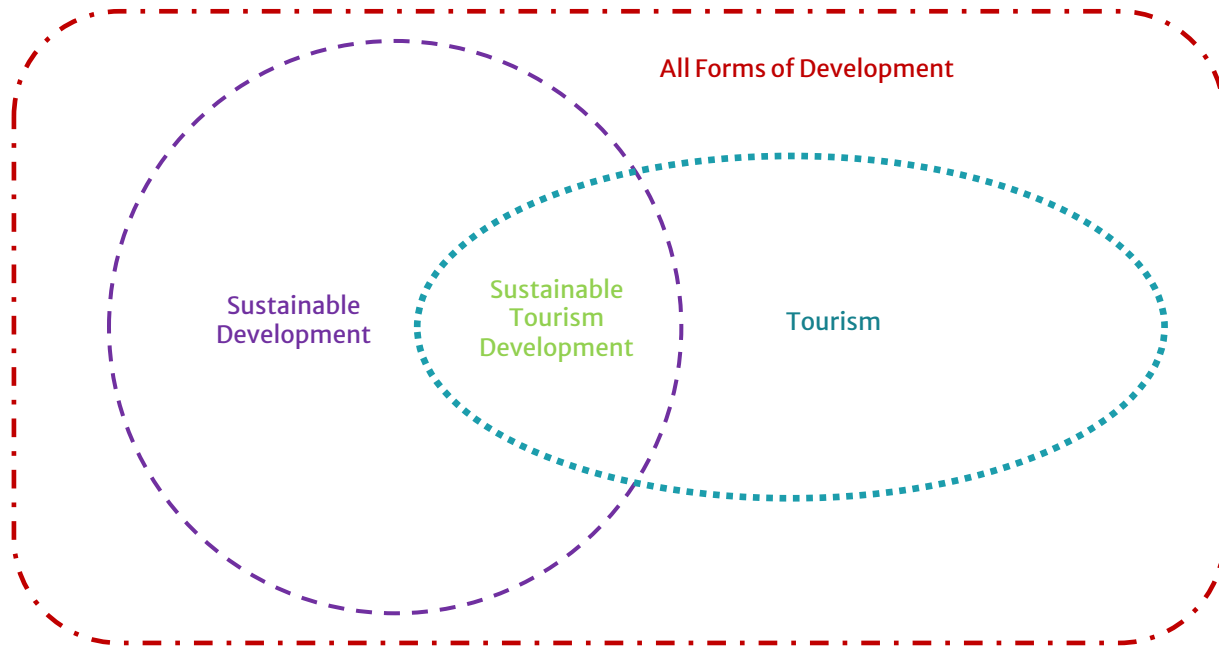 All Forms of Development
Sustainable
Development
Sustainable
Tourism
Development
Tourism